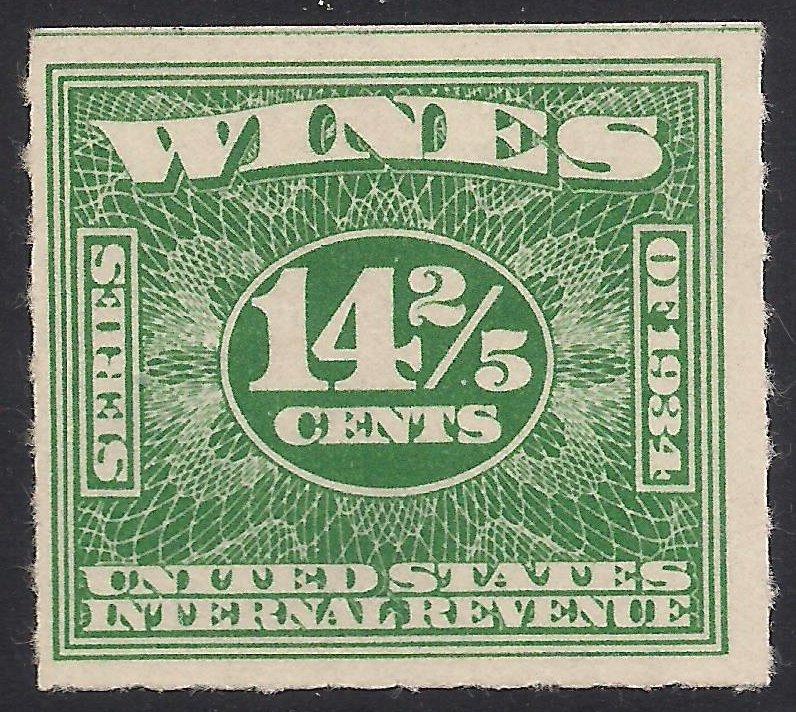 WINES
SERIES
OF 1934
14 2/5
CENTS
UNITED STATES
INTERNAL REVENUE